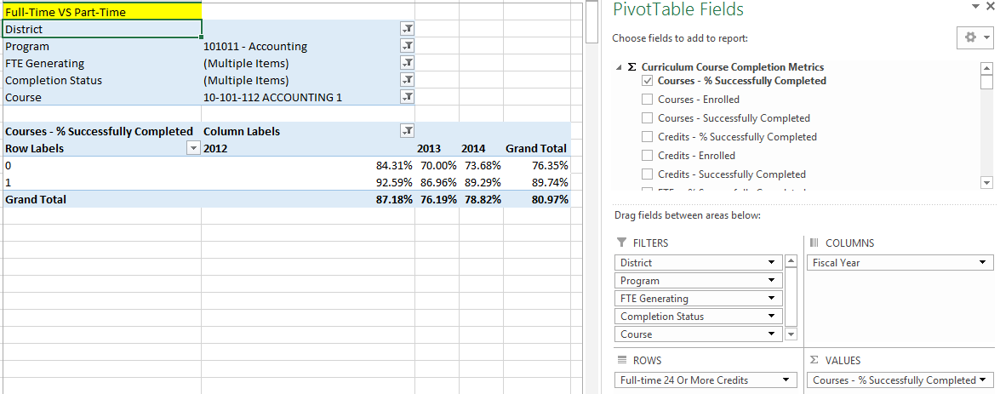 Full-Time VS Part-Time
District
Program 101011 - Accounting
FTE Generating (Multiple Items)
Completion Status (Multiple Items)
Course 10-101-112 ACCOUNTING 1
Courses - % Successfully Completed Column Labels
Row Labels 2012 2013 2014 Grand Total
0 84.31% 70.00% 73.68% 76.35%
1 92.59% 86.96% 89.29% 89.74%
Grand Total 87.18% 76.19% 78.82% 80.97%
PivotTable Fields
Choose fields to add to report:
Σ Curriculum Course Completion Metrics
Courses - % Successfully Completed
Courses - Enrolled
Courses - Successfully Completed
Credits - % Successfully Completed
Credits - Enrolled
Credits - Successfully Completed
Drag fields between areas below:
FILTERS
District
Program
FTE Generating
Completion Status
Course
COLUMNS
Fiscal Year
ROWS
Full-time 24 Or More Credits
Σ VALUES
Courses - % Successfully Completed